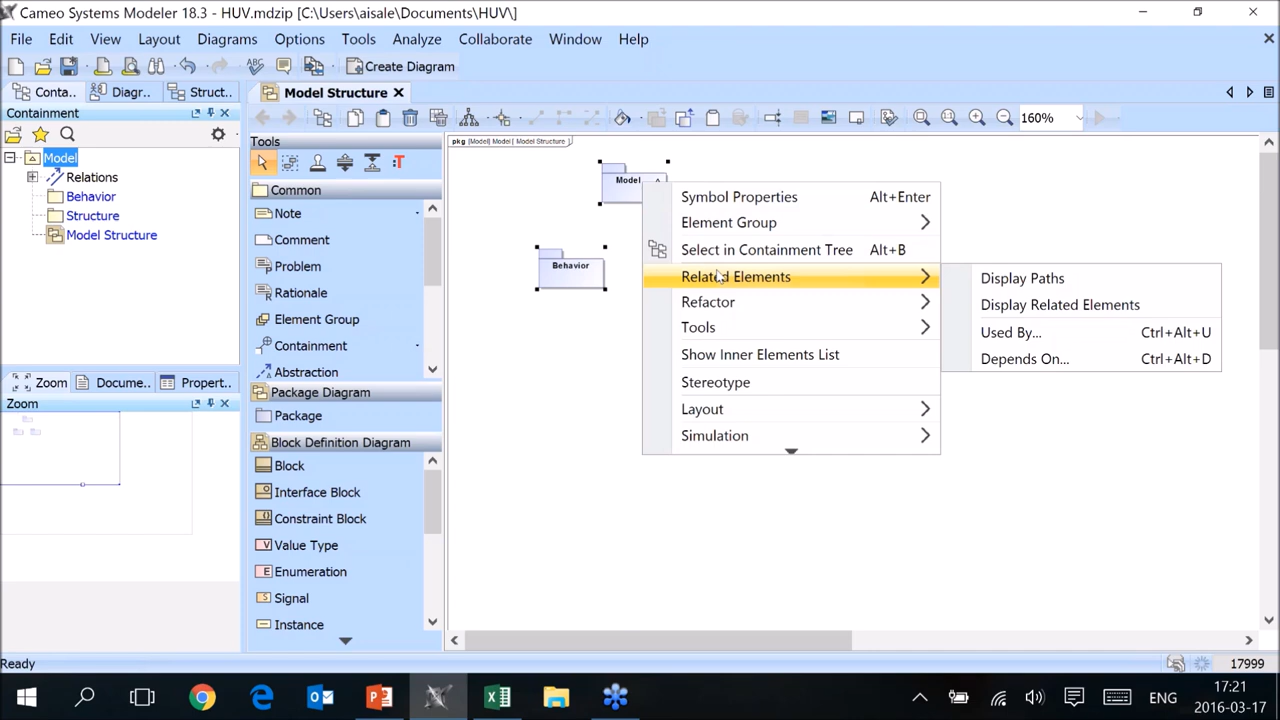 Cameo Systems Modeler 18.3 - HUV.mdzip [C:\Users\aisale\Documents\HUV\]
File Edit View Layout Diagrams Options Tools Analyze Collaborate Window Help
Create Diagram
Conta... Diagr... Struct...
Model Structure
Containment
160%
Model
Relations
Behavior
Structure
Model Structure
Zoom Docume... Propert...
Zoom
Tools
Common
Note
Comment
Problem
Rationale
Element Group
Containment
Abstraction
Package Diagram
Package
Block Definition Diagram
Block
Interface Block
Constraint Block
Value Type
Enumeration
Signal
Instance
pkg [Model] Model [ Model Structure ]
Model
Behavior
Symbol Properties Alt+Enter
Element Group
Select in Containment Tree Alt+B
Related Elements
Refactor
Tools
Show Inner Elements List
Stereotype
Layout
Simulation
Display Paths
Display Related Elements
Used By... Ctrl+Alt+U
Depends On... Ctrl+Alt+D
Ready
17999
ENG
17:21
2016-03-17